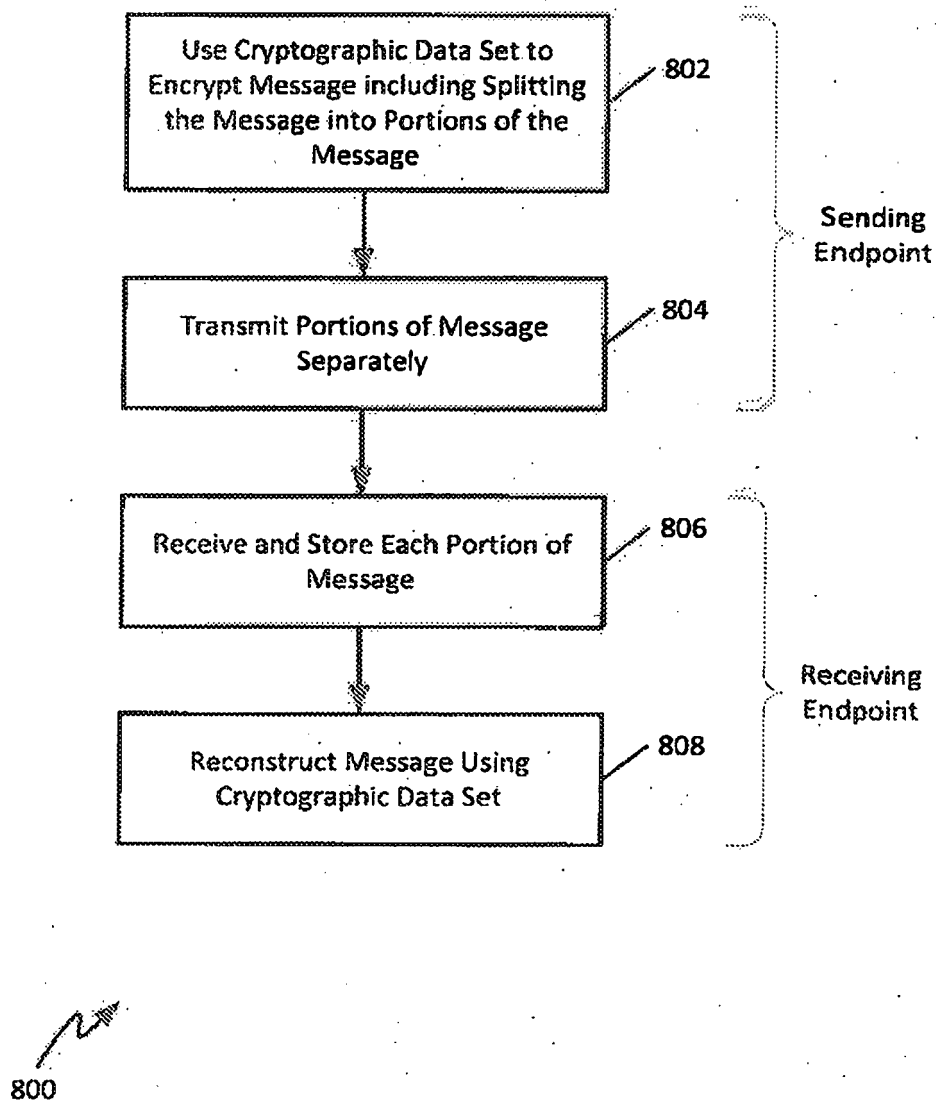 Use Cryptographic Data Set to
Encrypt Message including Splitting
the Message into Portions of the
Message
802
Sending
Endpoint
Transmit Portions of Message
Separately
804
Receive and Store Each Portion of
Message
806
Receiving
Endpoint
Reconstruct Message Using
Cryptographic Data Set
808
800